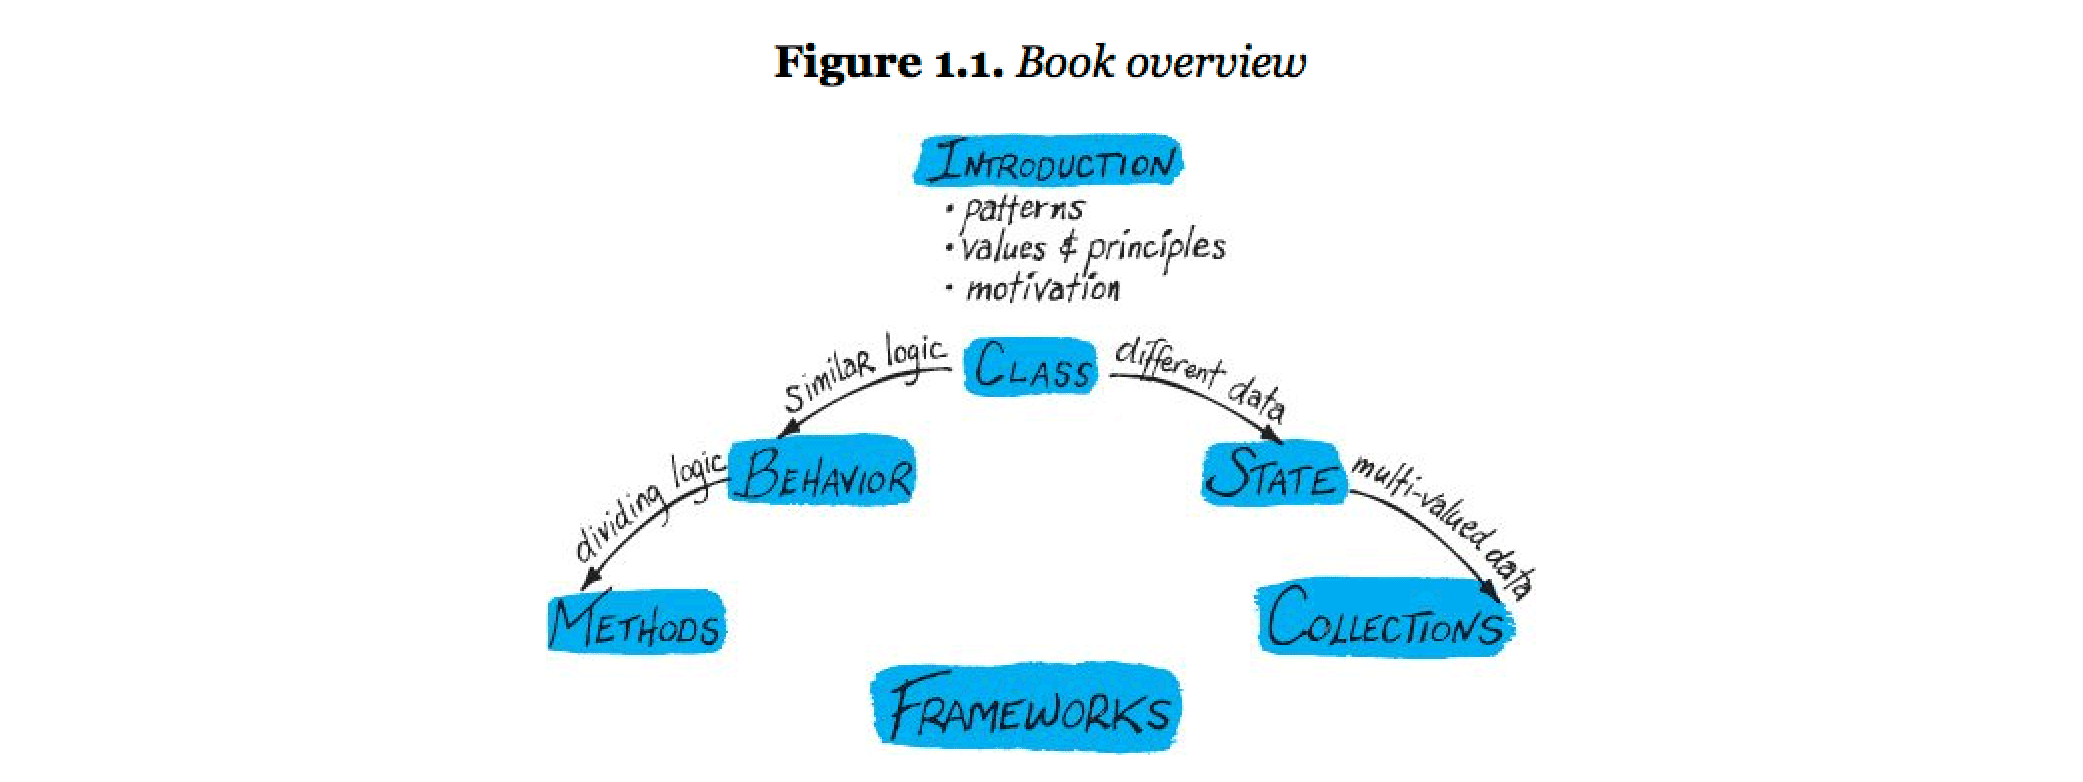 Figure 1.1. Book overview
INTRODUCTION
• patterns
• values & principles
• motivation
similar logic
CLASS
different data
dividing logic
BEHAVIOR
STATE
multi-valued data
METHODS
COLLECTIONS
FRAMEWORKS